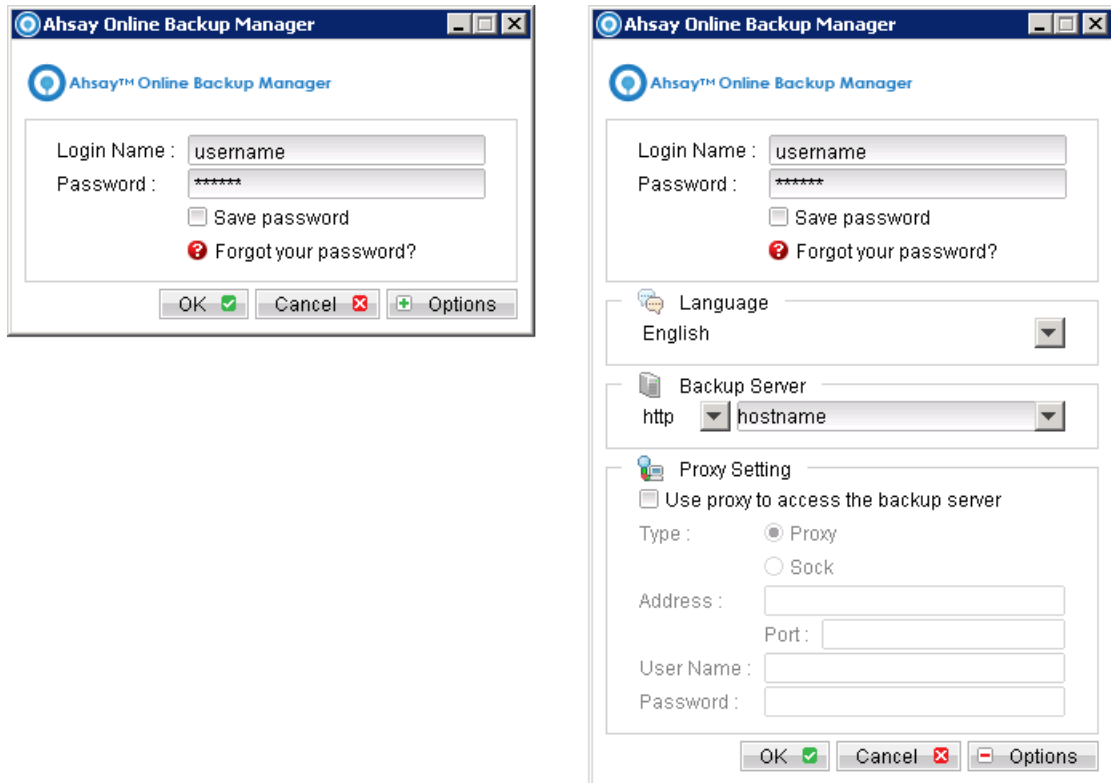 Ahsay Online Backup Manager
Ahsay™ Online Backup Manager
Login Name : username
Password : ******
Save password
Forgot your password?
OK Cancel Options
Ahsay Online Backup Manager
Ahsay™ Online Backup Manager
Login Name : username
Password : ******
Save password
Forgot your password?
Language
English
Backup Server
http hostname
Proxy Setting
Use proxy to access the backup server
Type : Proxy
Sock
Address :
Port :
User Name :
Password :
OK Cancel Options